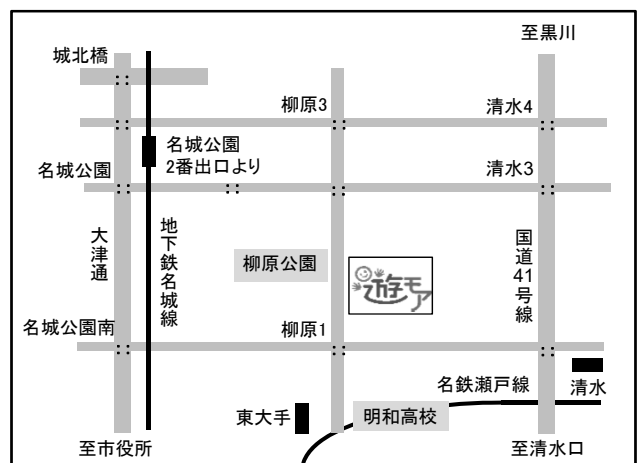 至黒川
城北橋
柳原3
清水4
名城公園
2番出口より
名城公園
清水3
大津通
地下鉄名城線
柳原公園
遊モア
国道41号線
名城公園南
柳原1
名鉄瀬戸線
清水
東大手
明和高校
至市役所
至清水口